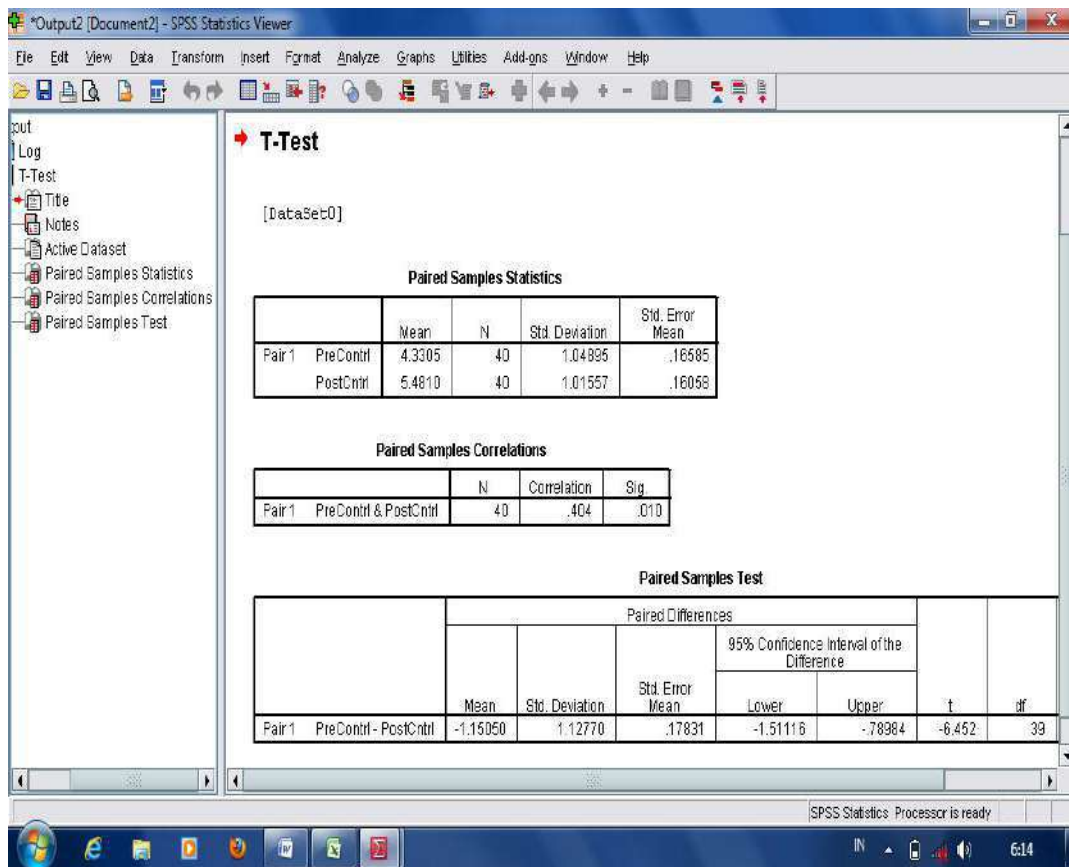 *Output2 [Document2] - SPSS Statistics Viewer
File Edit View Data Transform Insert Format Analyze Graphs Utilities Add-ons Window Help
put
Log
T-Test
Title
Notes
Active Dataset
Paired Samples Statistics
Paired Samples Correlations
Paired Samples Test
T-Test
[DataSet0]
Paired Samples Statistics
Mean N Std. Deviation Std. Error Mean
Pair 1 PreContrl 4.3305 40 1.04895 .16585
PostCntrl 5.4810 40 1.01557 .16058
Paired Samples Correlations
N Correlation Sig.
Pair 1 PreContrl & PostCntrl 40 .404 .010
Paired Samples Test
Paired Differences
95% Confidence Interval of the Difference
Mean Std. Deviation Std. Error Mean Lower Upper t df
Pair 1 PreContrl - PostCntrl -1.15050 1.12770 .17831 -1.51116 -.78984 -6.452 39
SPSS Statistics Processor is ready
IN 6:14